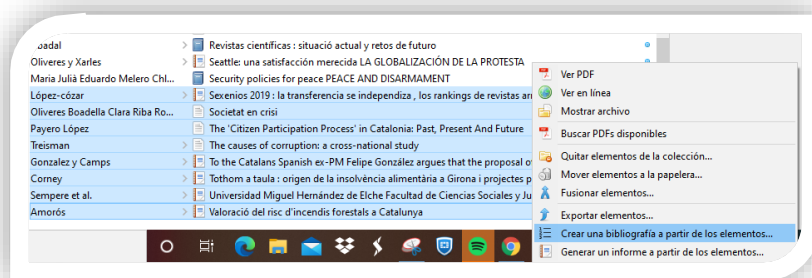 Revistas científicas : situació actual y retos de futuro
Oliveres y Xarles Seattle: una satisfacción merecida LA GLOBALIZACIÓN DE LA PROTESTA
Maria Julià Eduardo Melero Chl... Security policies for peace PEACE AND DISARMAMENT
López-cózar Sexenios 2019 : la transferencia se independiza , los rankings de revistas
Oliveres Boadella Clara Riba Ro... Societat en crisi
Payero López The 'Citizen Participation Process' in Catalonia: Past, Present And Future
Treisman The causes of corruption: a cross-national study
Gonzalez y Camps To the Catalans Spanish ex-PM Felipe González argues that the proposal
Corney Tothom a taula : origen de la insolvència alimentària a Girona i projectes
Sempere et al. Universidad Miguel Hernández de Elche Facultad de Ciencias Sociales y
Amorós Valoració del risc d'incendis forestals a Catalunya
Ver PDF
Ver en línea
Mostrar archivo
Buscar PDFs disponibles
Quitar elementos de la colección...
Mover elementos a la papelera...
Fusionar elementos...
Exportar elementos...
Crear una bibliografía a partir de los elementos...
Generar un informe a partir de los elementos...